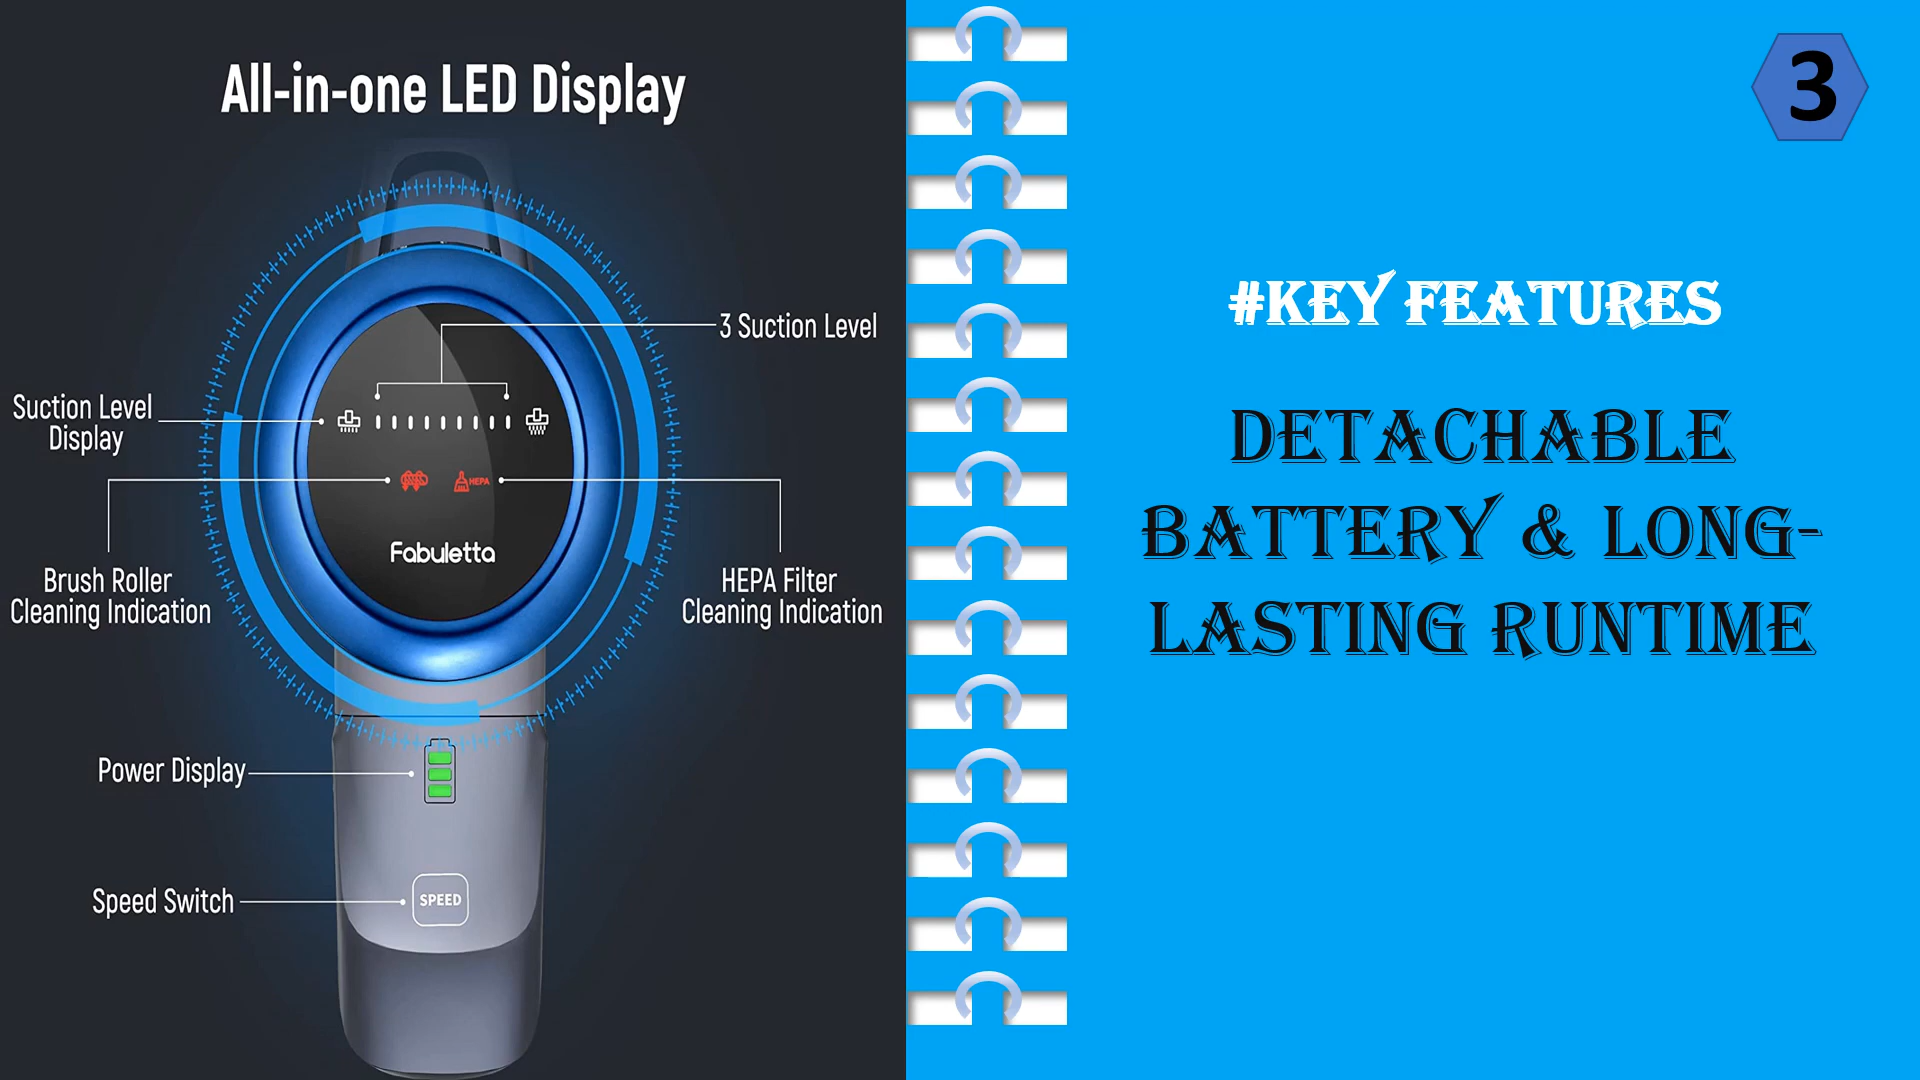 All-in-one LED Display
3 Suction Level
Suction Level
Display
HEPA
Fabuletta
Brush Roller
Cleaning Indication
HEPA Filter
Cleaning Indication
Power Display
Speed Switch
SPEED
3
#KEY FEATURES
DETACHABLE
BATTERY & LONG-
LASTING RUNTIME